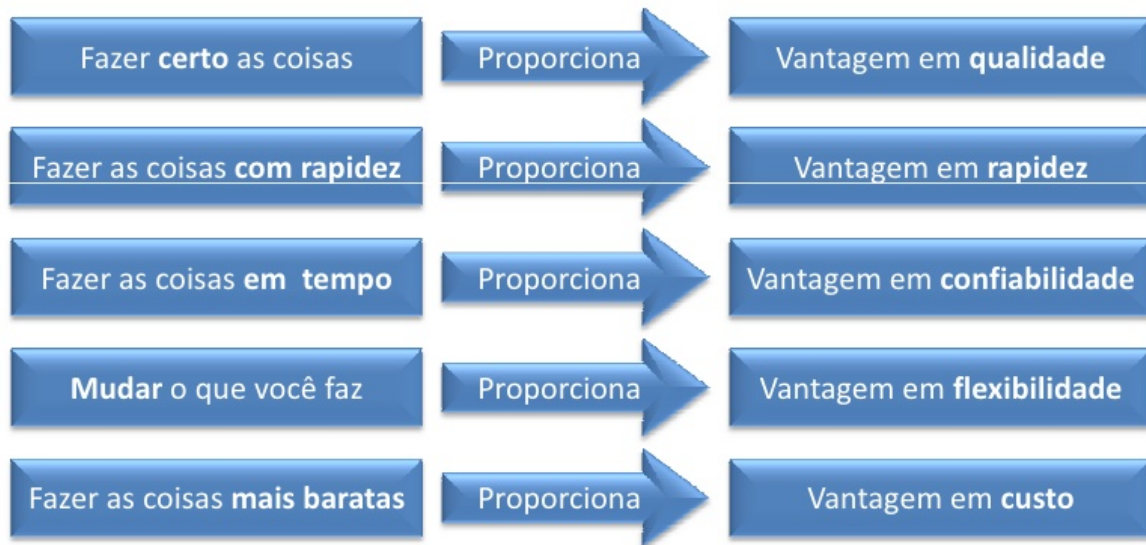 Fazer certo as coisas Proporciona Vantagem em qualidade
Fazer as coisas com rapidez Proporciona Vantagem em rapidez
Fazer as coisas em tempo Proporciona Vantagem em confiabilidade
Mudar o que você faz Proporciona Vantagem em flexibilidade
Fazer as coisas mais baratas Proporciona Vantagem em custo